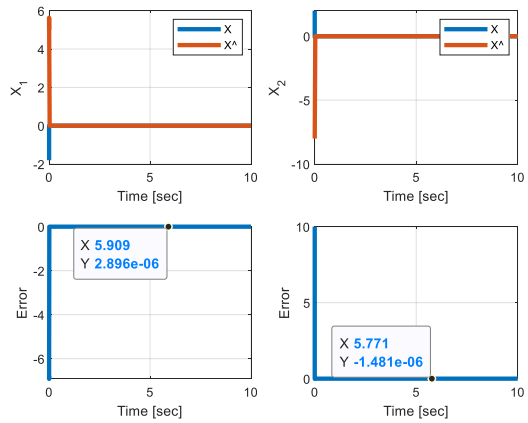 6
4
2
0
-2
X₁
X
X^
0
5
10
Time [sec]
0
-5
-10
X₂
X
X^
0
5
10
Time [sec]
0
-2
-4
-6
Error
X 5.909
Y 2.896e-06
0
5
10
Time [sec]
10
5
0
Error
X 5.771
Y -1.481e-06
0
5
10
Time [sec]